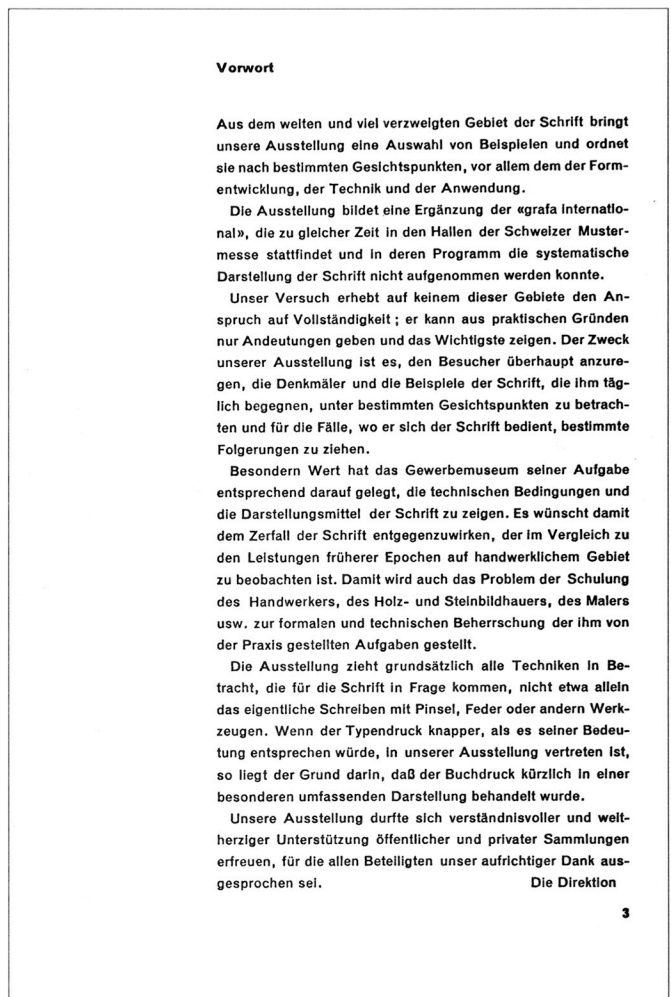 Vorwort
Aus dem weiten und viel verzweigten Gebiet der Schrift bringt
unsere Ausstellung eine Auswahl von Beispielen und ordnet
sie nach bestimmten Gesichtspunkten, vor allem dem der Form-
entwicklung, der Technik und der Anwendung.
Die Ausstellung bildet eine Ergänzung der «grafa internatio-
nal», die zu gleicher Zeit in den Hallen der Schweizer Muster-
messe stattfindet und in deren Programm die systematische
Darstellung der Schrift nicht aufgenommen werden konnte.
Unser Versuch erhebt auf keinem dieser Gebiete den An-
spruch auf Vollständigkeit; er kann aus praktischen Gründen
nur Andeutungen geben und das Wichtigste zeigen. Der Zweck
unserer Ausstellung ist es, den Besucher überhaupt anzure-
gen, die Denkmäler und die Beispiele der Schrift, die ihm täg-
lich begegnen, unter bestimmten Gesichtspunkten zu betrach-
ten und für die Fälle, wo er sich der Schrift bedient, bestimmte
Folgerungen zu ziehen.
Besondern Wert hat das Gewerbemuseum seiner Aufgabe
entsprechend darauf gelegt, die technischen Bedingungen und
die Darstellungsmittel der Schrift zu zeigen. Es wünscht damit
dem Zerfall der Schrift entgegenzuwirken, der im Vergleich zu
den Leistungen früherer Epochen auf handwerklichem Gebiet
zu beobachten ist. Damit wird auch das Problem der Schulung
des Handwerkers, des Holz- und Steinbildhauers, des Malers
usw. zur formalen und technischen Beherrschung der ihm von
der Praxis gestellten Aufgaben gestellt.
Die Ausstellung zieht grundsätzlich alle Techniken in Be-
tracht, die für die Schrift in Frage kommen, nicht etwa allein
das eigentliche Schreiben mit Pinsel, Feder oder andern Werk-
zeugen. Wenn der Typendruck knapper, als es seiner Bedeu-
tung entsprechen würde, in unserer Ausstellung vertreten ist,
so liegt der Grund darin, daß der Buchdruck kürzlich in einer
besonderen umfassenden Darstellung behandelt wurde.
Unsere Ausstellung durfte sich verständnisvoller und weit-
herziger Unterstützung öffentlicher und privater Sammlungen
erfreuen, für die allen Beteiligten unser aufrichtiger Dank aus-
gesprochen sei. Die Direktion
3